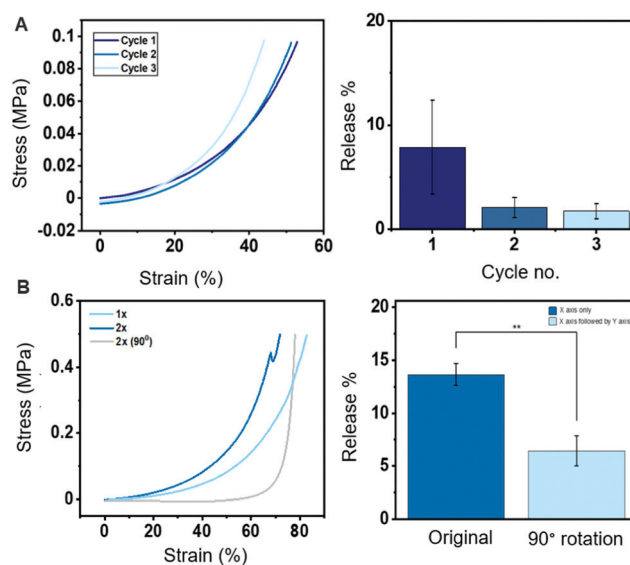 A
Cycle 1
Cycle 2
Cycle 3
0.1
0.08
0.06
0.04
0.02
0
-0.02
Stress (MPa)
0 20 40 60
Strain (%)
20
10
0
Release %
1 2 3
Cycle no.
B
1x
2x
2x (90⁰)
0.6
0.4
0.2
0
Stress (MPa)
0 20 40 60 80
Strain (%)
X axis only
X axis followed by Y axis
**
20
15
10
5
0
Release %
Original 90° rotation